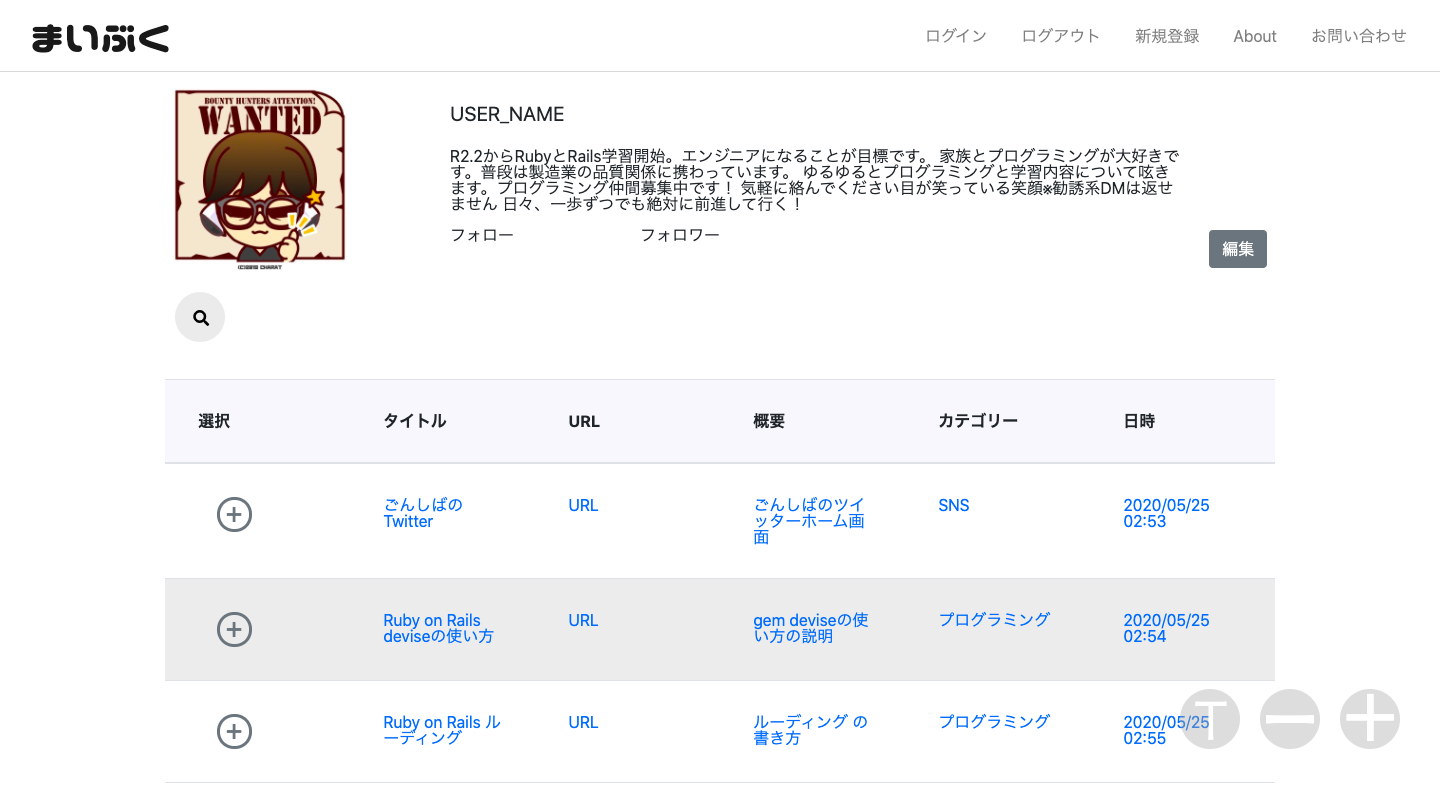 まいぶく
ログイン ログアウト 新規登録 About お問い合わせ
BOUNTY HUNTERS ATTENTION!
WANTED
(C)2018 CHARAT
USER_NAME
R2.2からRubyとRails学習開始。エンジニアになることが目標です。 家族とプログラミングが大好きで
す。普段は製造業の品質関係に携わっています。 ゆるゆるとプログラミングと学習内容について呟き
ます。プログラミング仲間募集中です！ 気軽に絡んでください目が笑っている笑顔※勧誘系DMは返せ
ません 日々、一歩ずつでも絶対に前進して行く！
フォロー フォロワー
編集
選択 タイトル URL 概要 カテゴリー 日時
ごんしばの
Twitter
URL
ごんしばのツイ
ッターホーム画
面
SNS
2020/05/25
02:53
Ruby on Rails
deviseの使い方
URL
gem deviseの使
い方の説明
プログラミング
2020/05/25
02:54
Ruby on Rails ル
ーディング
URL
ルーディング の
書き方
プログラミング
2020/05/25
02:55
T